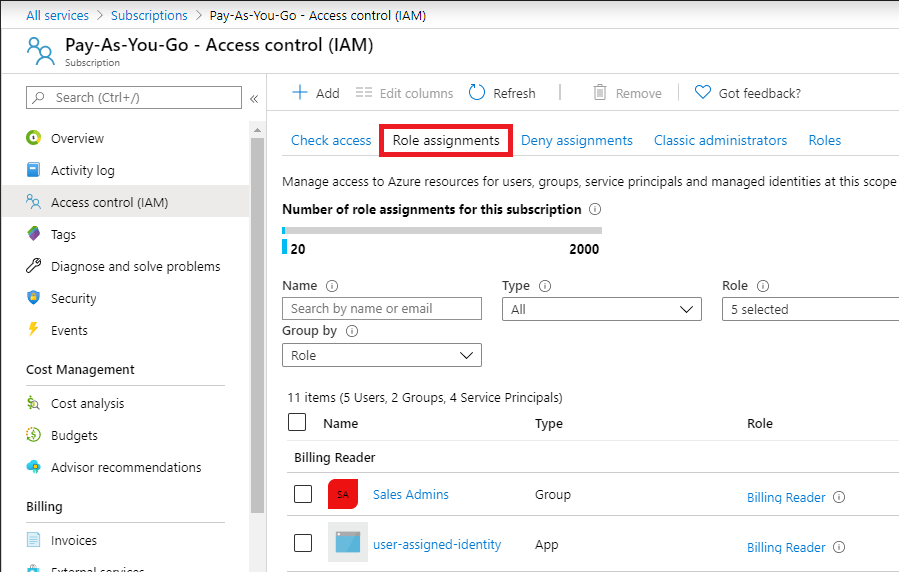 All services > Subscriptions > Pay-As-You-Go - Access control (IAM)
Pay-As-You-Go - Access control (IAM)
Subscription
Search (Ctrl+/)
«
Overview
Activity log
Access control (IAM)
Tags
Diagnose and solve problems
Security
Events
Cost Management
Cost analysis
Budgets
Advisor recommendations
Billing
Invoices
External services
Add Edit columns Refresh Remove Got feedback?
Check access Role assignments Deny assignments Classic administrators Roles
Manage access to Azure resources for users, groups, service principals and managed identities at this scope
Number of role assignments for this subscription
20 2000
Name Type Role
Search by name or email All 5 selected
Group by
Role
11 items (5 Users, 2 Groups, 4 Service Principals)
Name Type Role
Billing Reader
SA Sales Admins Group Billing Reader
user-assigned-identity App Billing Reader